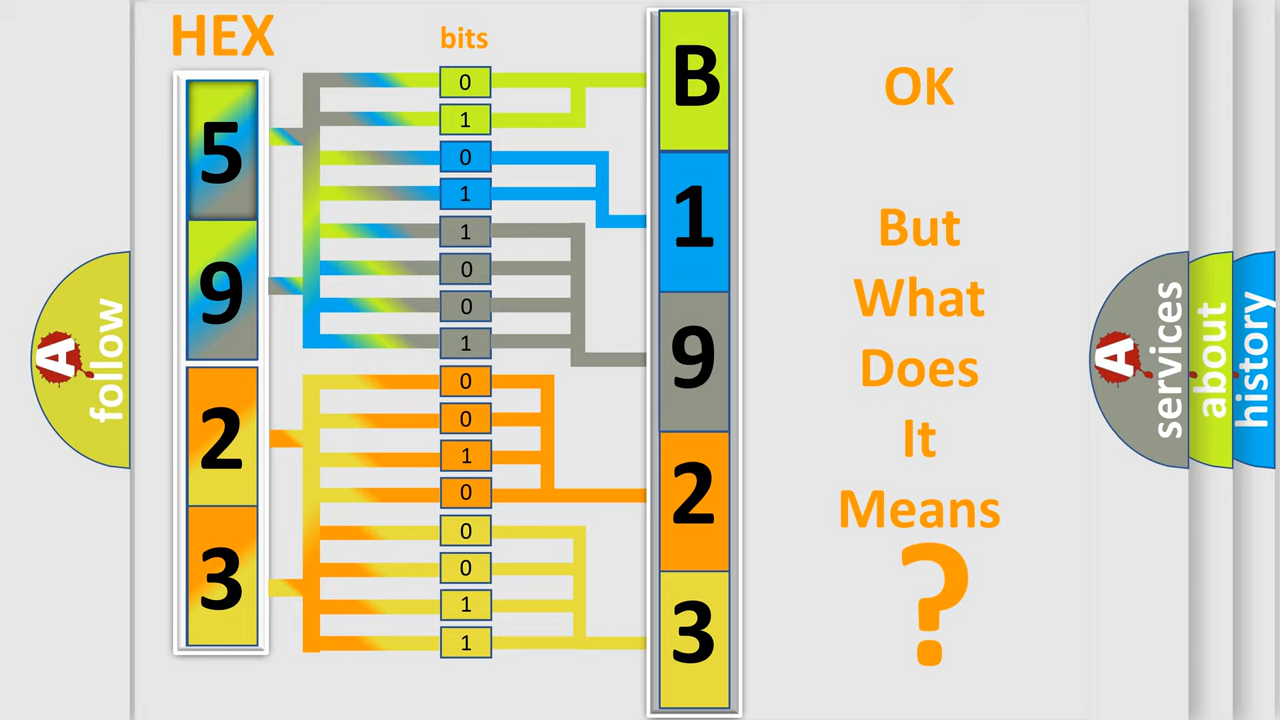 HEX
bits
5
9
2
3
0
1
0
1
1
0
0
1
0
0
1
0
0
0
1
1
B
1
9
2
3
OK
But
What
Does
It
Means
?
A
follow
A
services
about
history